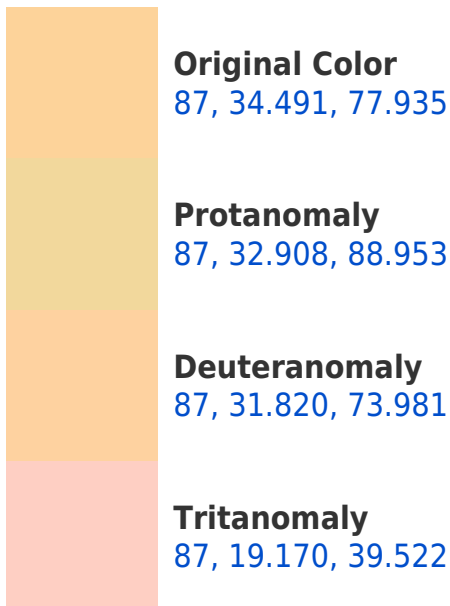 Original Color
87, 34.491, 77.935
Protanomaly
87, 32.908, 88.953
Deuteranomaly
87, 31.820, 73.981
Tritanomaly
87, 19.170, 39.522